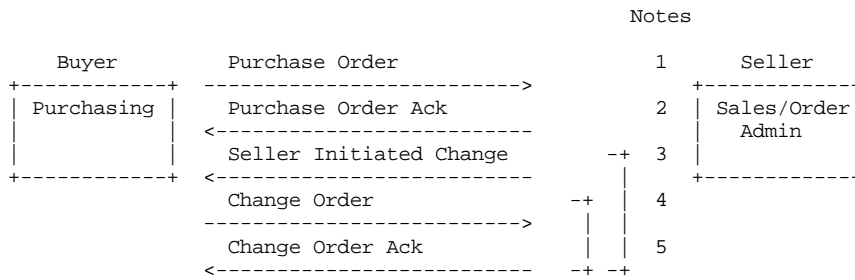 Notes
Buyer Purchase Order 1 Seller
Purchasing Purchase Order Ack 2 Sales/Order
Admin
Seller Initiated Change 3
Change Order 4
Change Order Ack 5